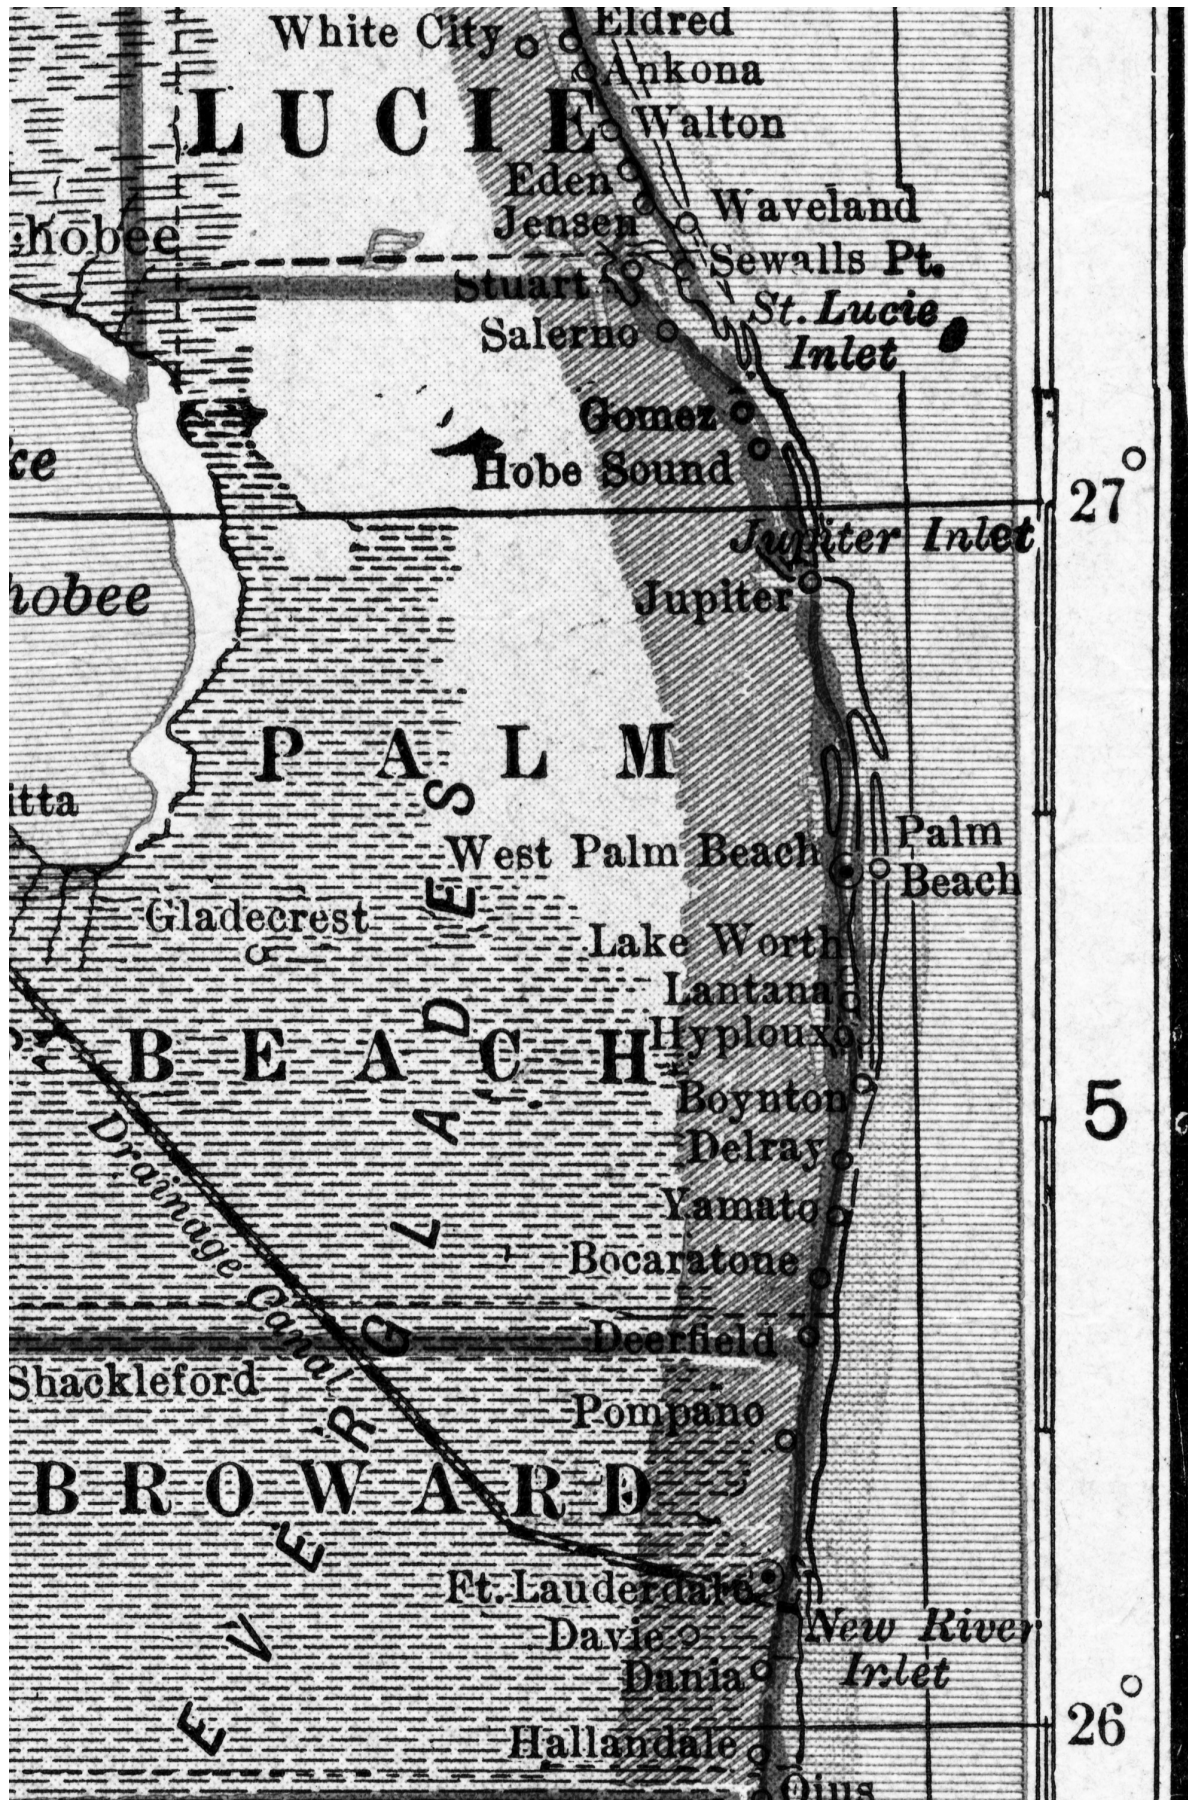 White City
Eldred
Ankona
LUCIE
Walton
Eden
Jensen
Waveland
chobee
Sewalls Pt.
Stuart
St. Lucie
Inlet
Salerno
Gomez
ke
Hobe Sound
27°
Jupiter Inlet
hobee
Jupiter
PALM
itta
West Palm Beach
Palm
Beach
Gladecrest
Lake Worth
Lantana
BEACH
Hyplouxo
Boynton
5
Delray
Drainage Canal
Yamato
Bocaratone
Deerfield
Shackleford
Pompano
BROWARD
EVERGLADES
Ft. Lauderdale
Davie
New River
Inlet
Dania
26°
Hallandale
Ojus